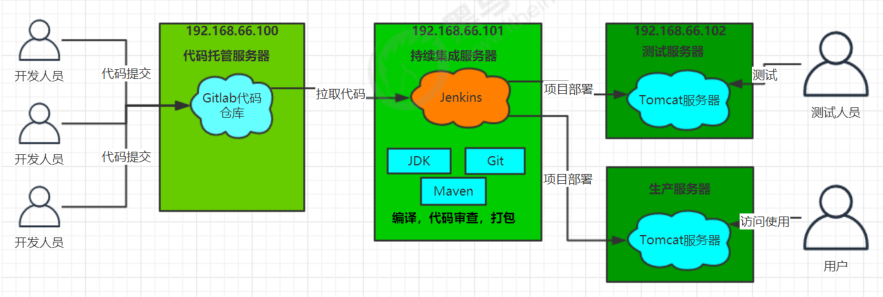 192.168.66.100
代码托管服务器
Gitlab代码
仓库
开发人员
开发人员
开发人员
代码提交
代码提交
拉取代码
192.168.66.101
持续集成服务器
Jenkins
JDK
Git
Maven
编译，代码审查，打包
项目部署
项目部署
192.168.66.102
测试服务器
Tomcat服务器
测试
测试人员
生产服务器
Tomcat服务器
访问使用
用户